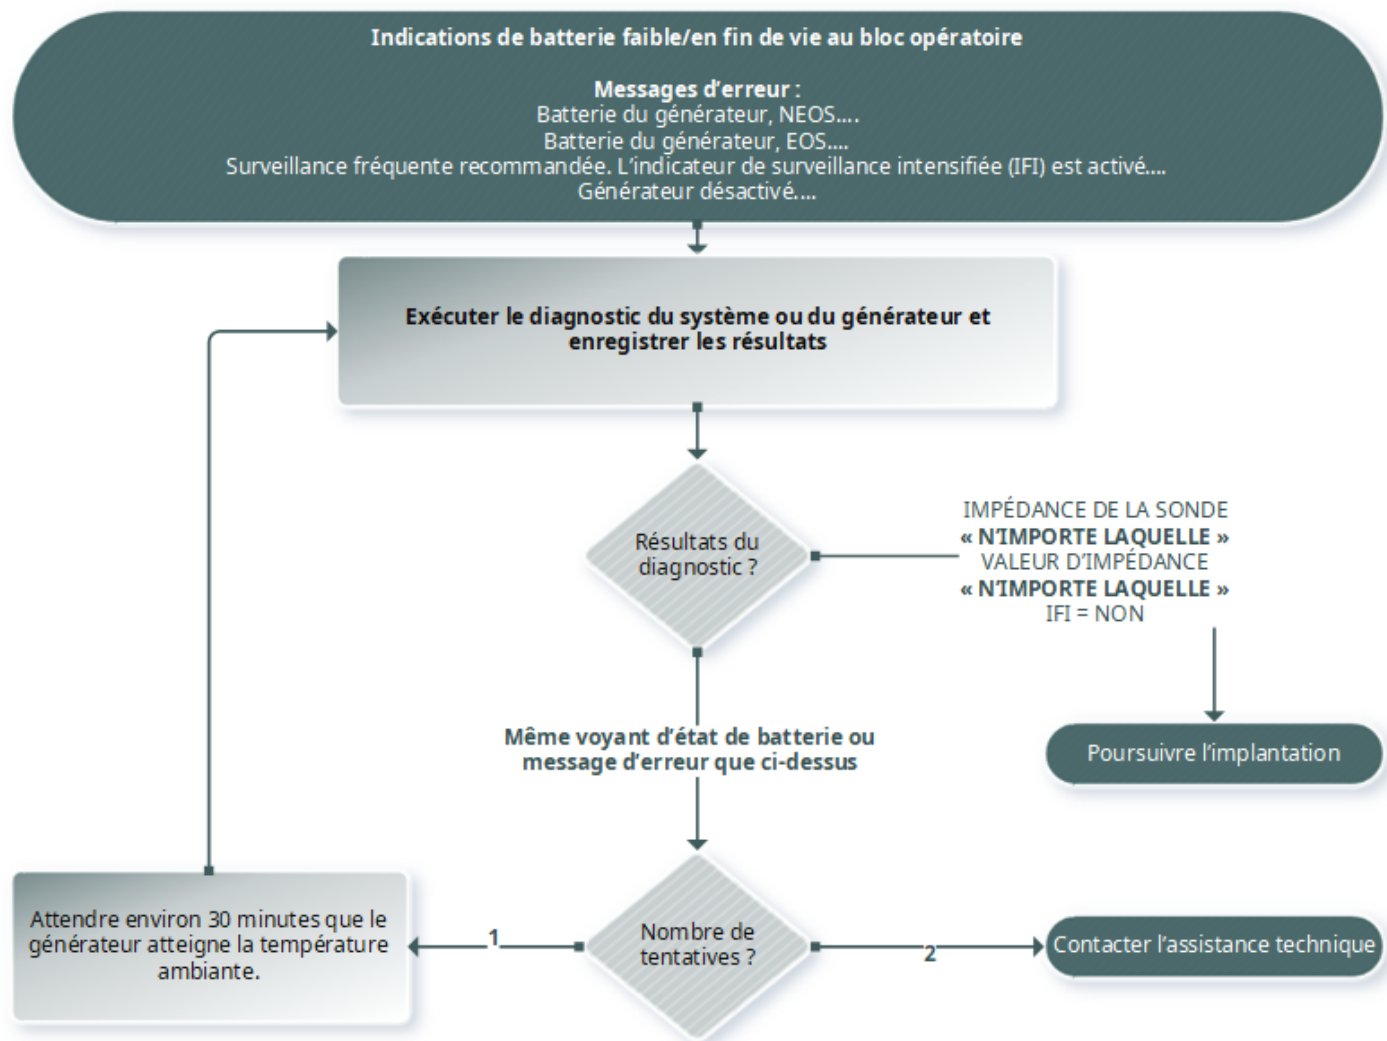 Indications de batterie faible/en fin de vie au bloc opératoire
Messages d’erreur :
Batterie du générateur, NEOS....
Batterie du générateur, EOS....
Surveillance fréquente recommandée. L’indicateur de surveillance intensifiée (IFI) est activé....
Générateur désactivé....
Exécuter le diagnostic du système ou du générateur et
enregistrer les résultats
Résultats du
diagnostic ?
IMPÉDANCE DE LA SONDE
« N’IMPORTE LAQUELLE »
VALEUR D’IMPÉDANCE
« N’IMPORTE LAQUELLE »
IFI = NON
Poursuivre l’implantation
Même voyant d’état de batterie ou
message d’erreur que ci-dessus
Nombre de
tentatives ?
1
Attendre environ 30 minutes que le
générateur atteigne la température
ambiante.
2
Contacter l’assistance technique